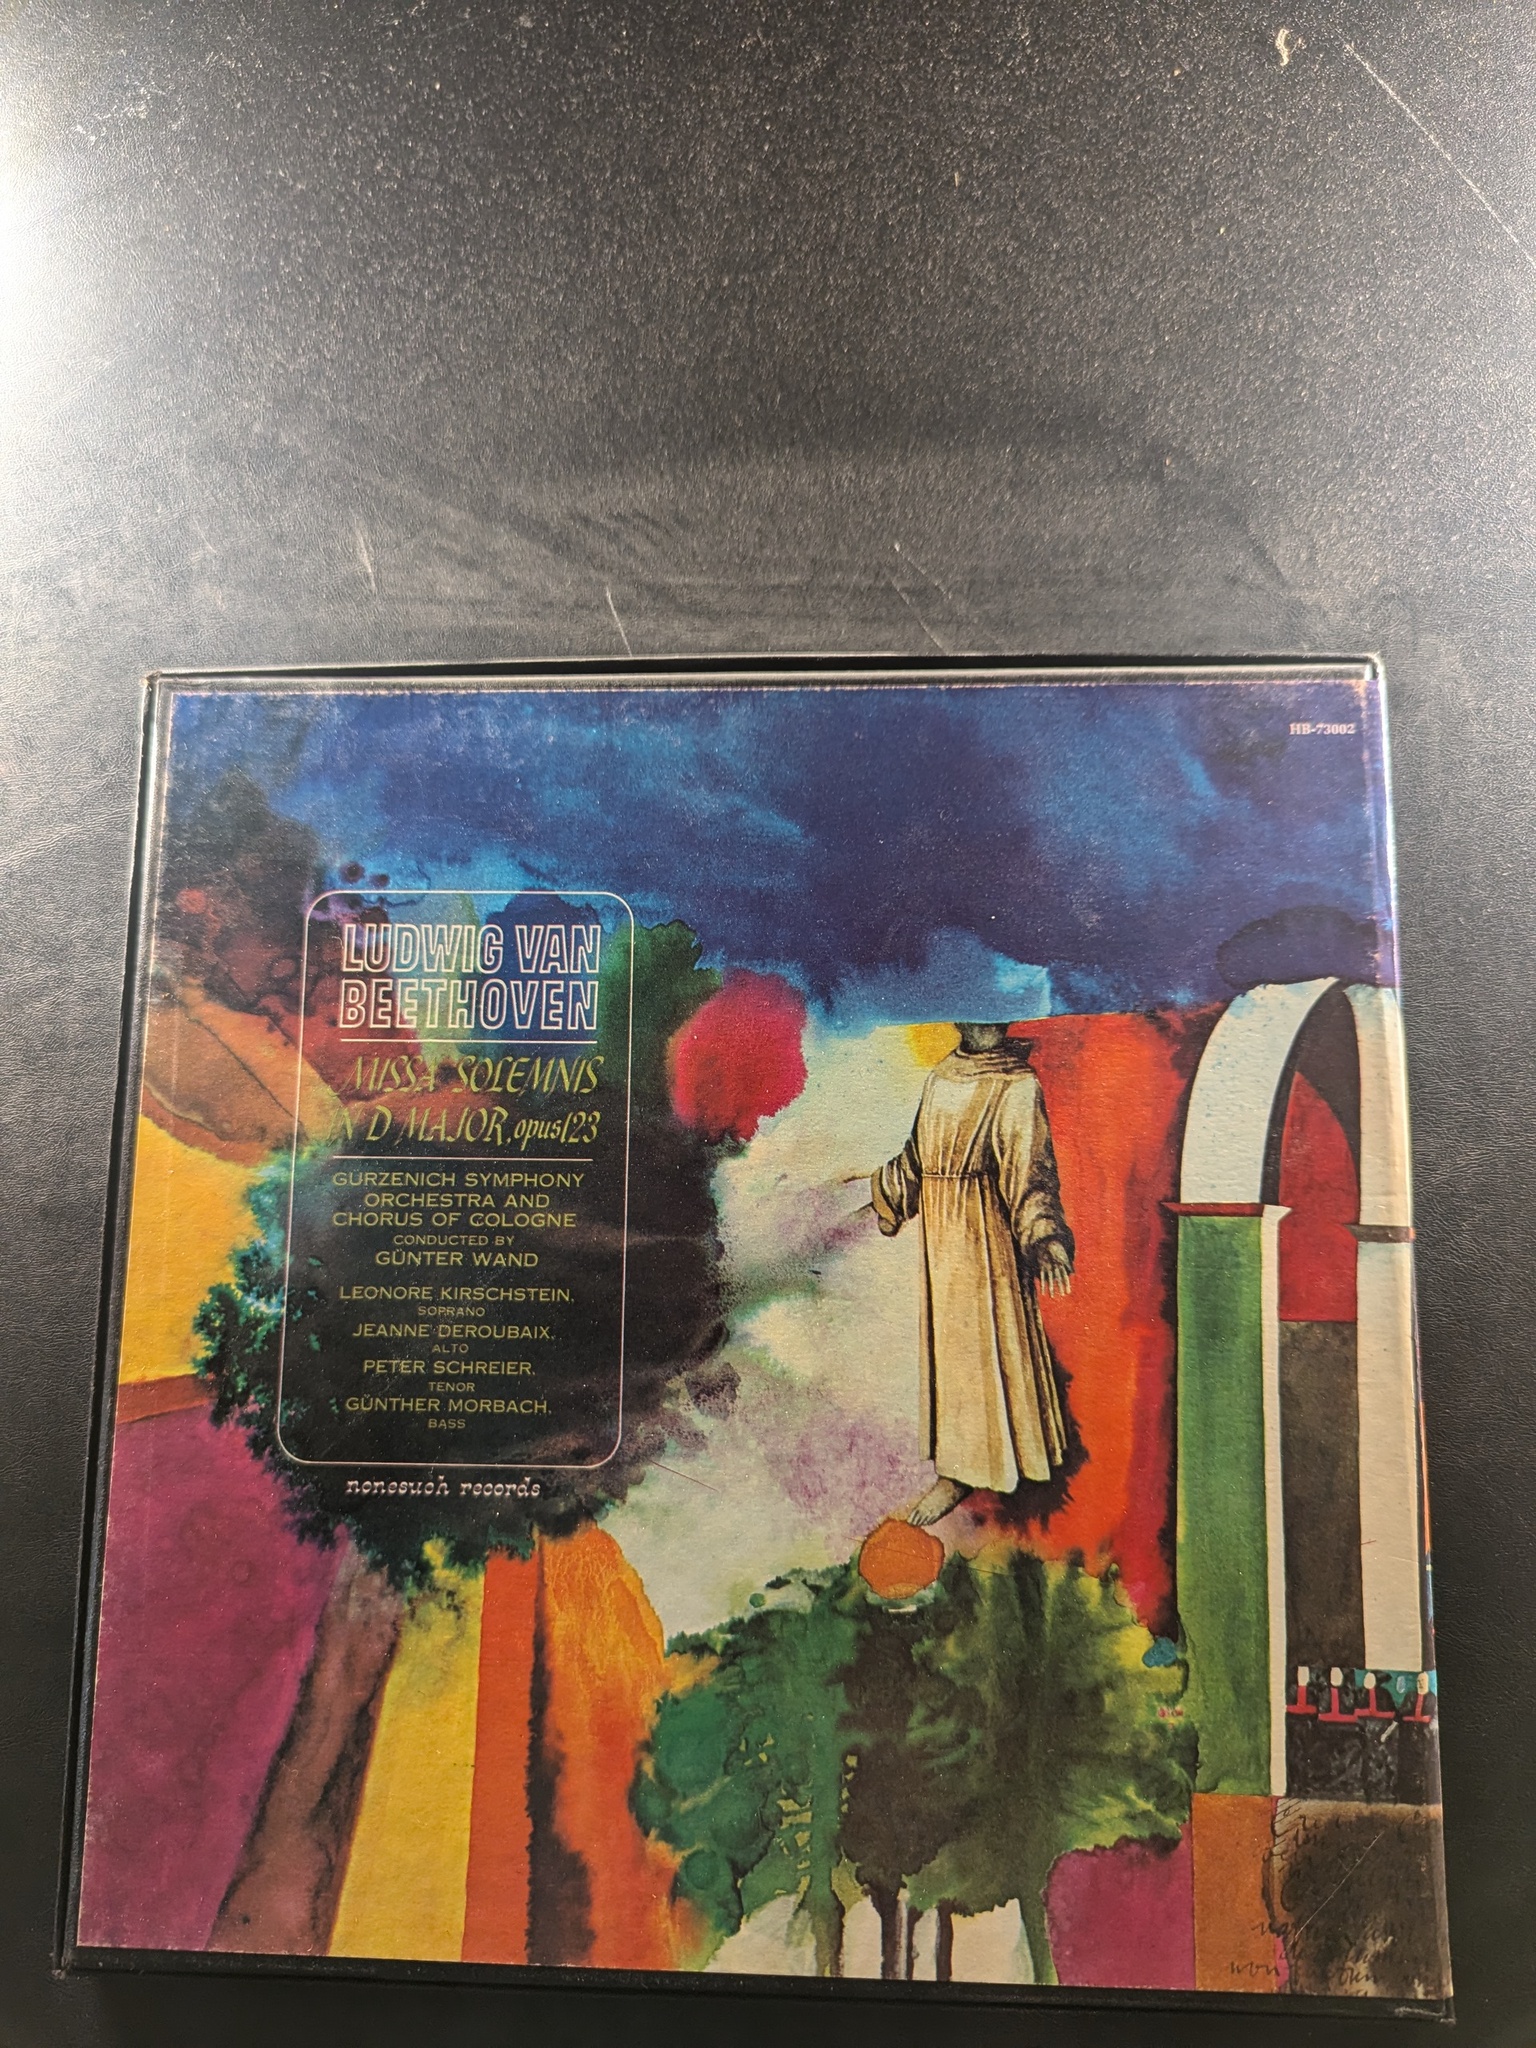 HB-73002
LUDWIG VAN
BEETHOVEN
MISSA SOLEMNIS
IN D MAJOR, opus 123
GURZENICH SYMPHONY
ORCHESTRA AND
CHORUS OF COLOGNE
CONDUCTED BY
GÜNTER WAND
LEONORE KIRSCHSTEIN,
SOPRANO
JEANNE DEROUBAIX,
ALTO
PETER SCHREIER,
TENOR
GÜNTHER MORBACH,
BASS
nonesuch records